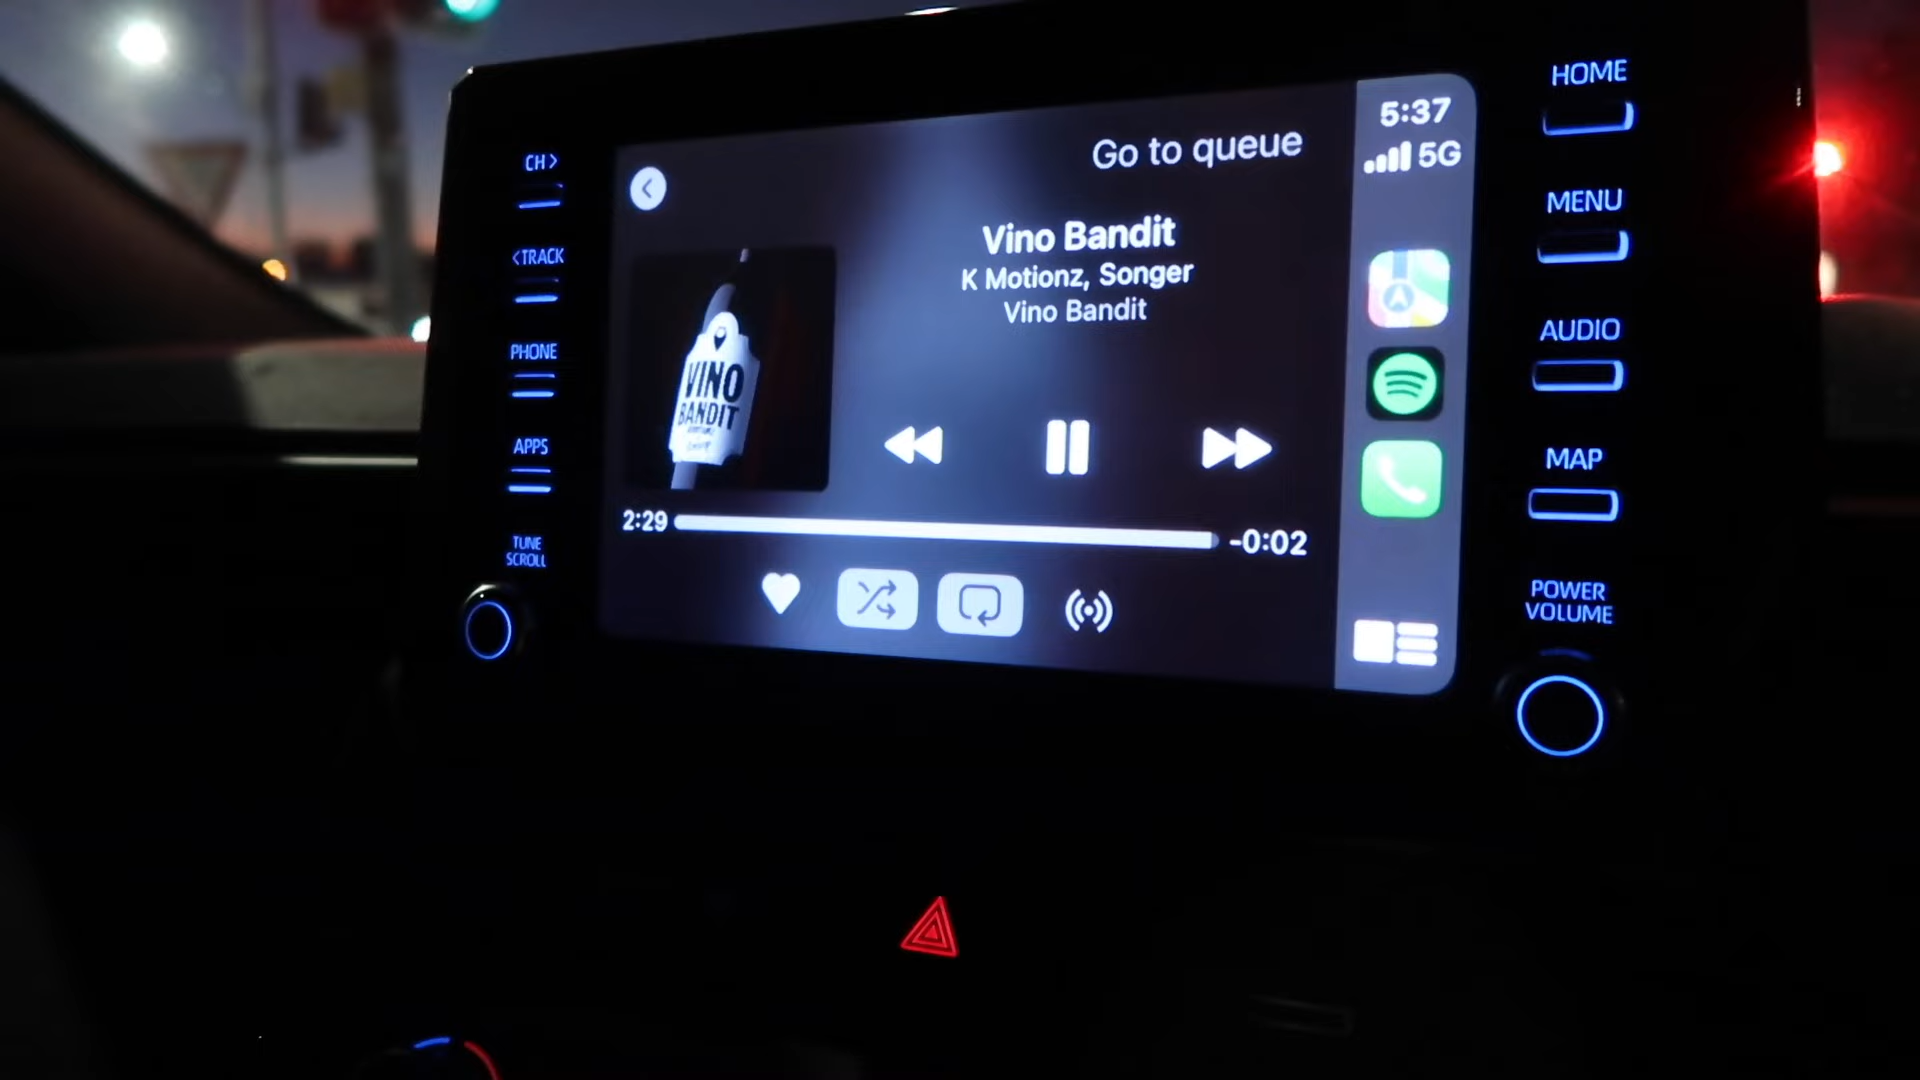 CH>
<TRACK
PHONE
APPS
TUNE
SCROLL
Go to queue
Vino Bandit
K Motionz, Songer
Vino Bandit
VINO
BANDIT
2:29
-0:02
5:37
5G
HOME
MENU
AUDIO
MAP
POWER
VOLUME